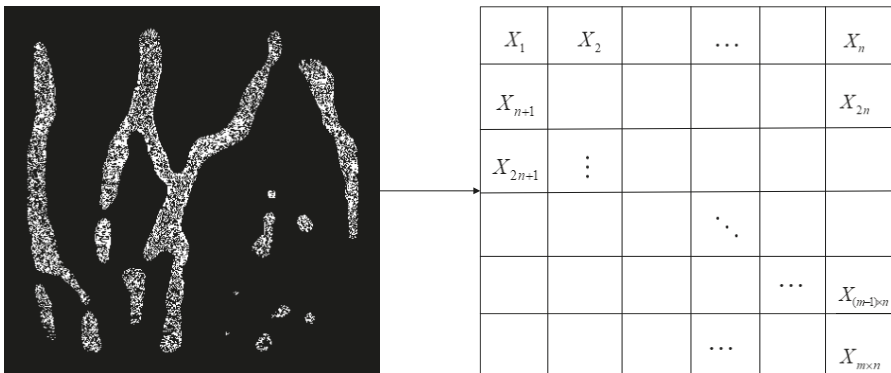 X₁ X₂ ⋯ Xₙ
Xₙ₊₁ X₂ₙ
X₂ₙ₊₁ ⋮
⋱
⋯ X₍ₘ₋₁₎×ₙ
⋯ Xₘ×ₙ